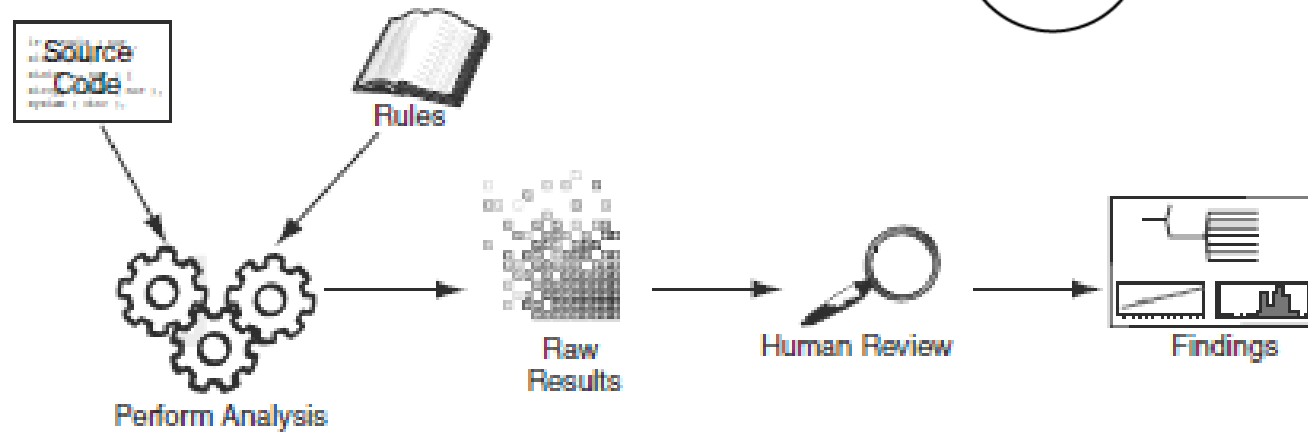 Source
Code
Rules
Raw
Results
Human Review
Findings
Perform Analysis